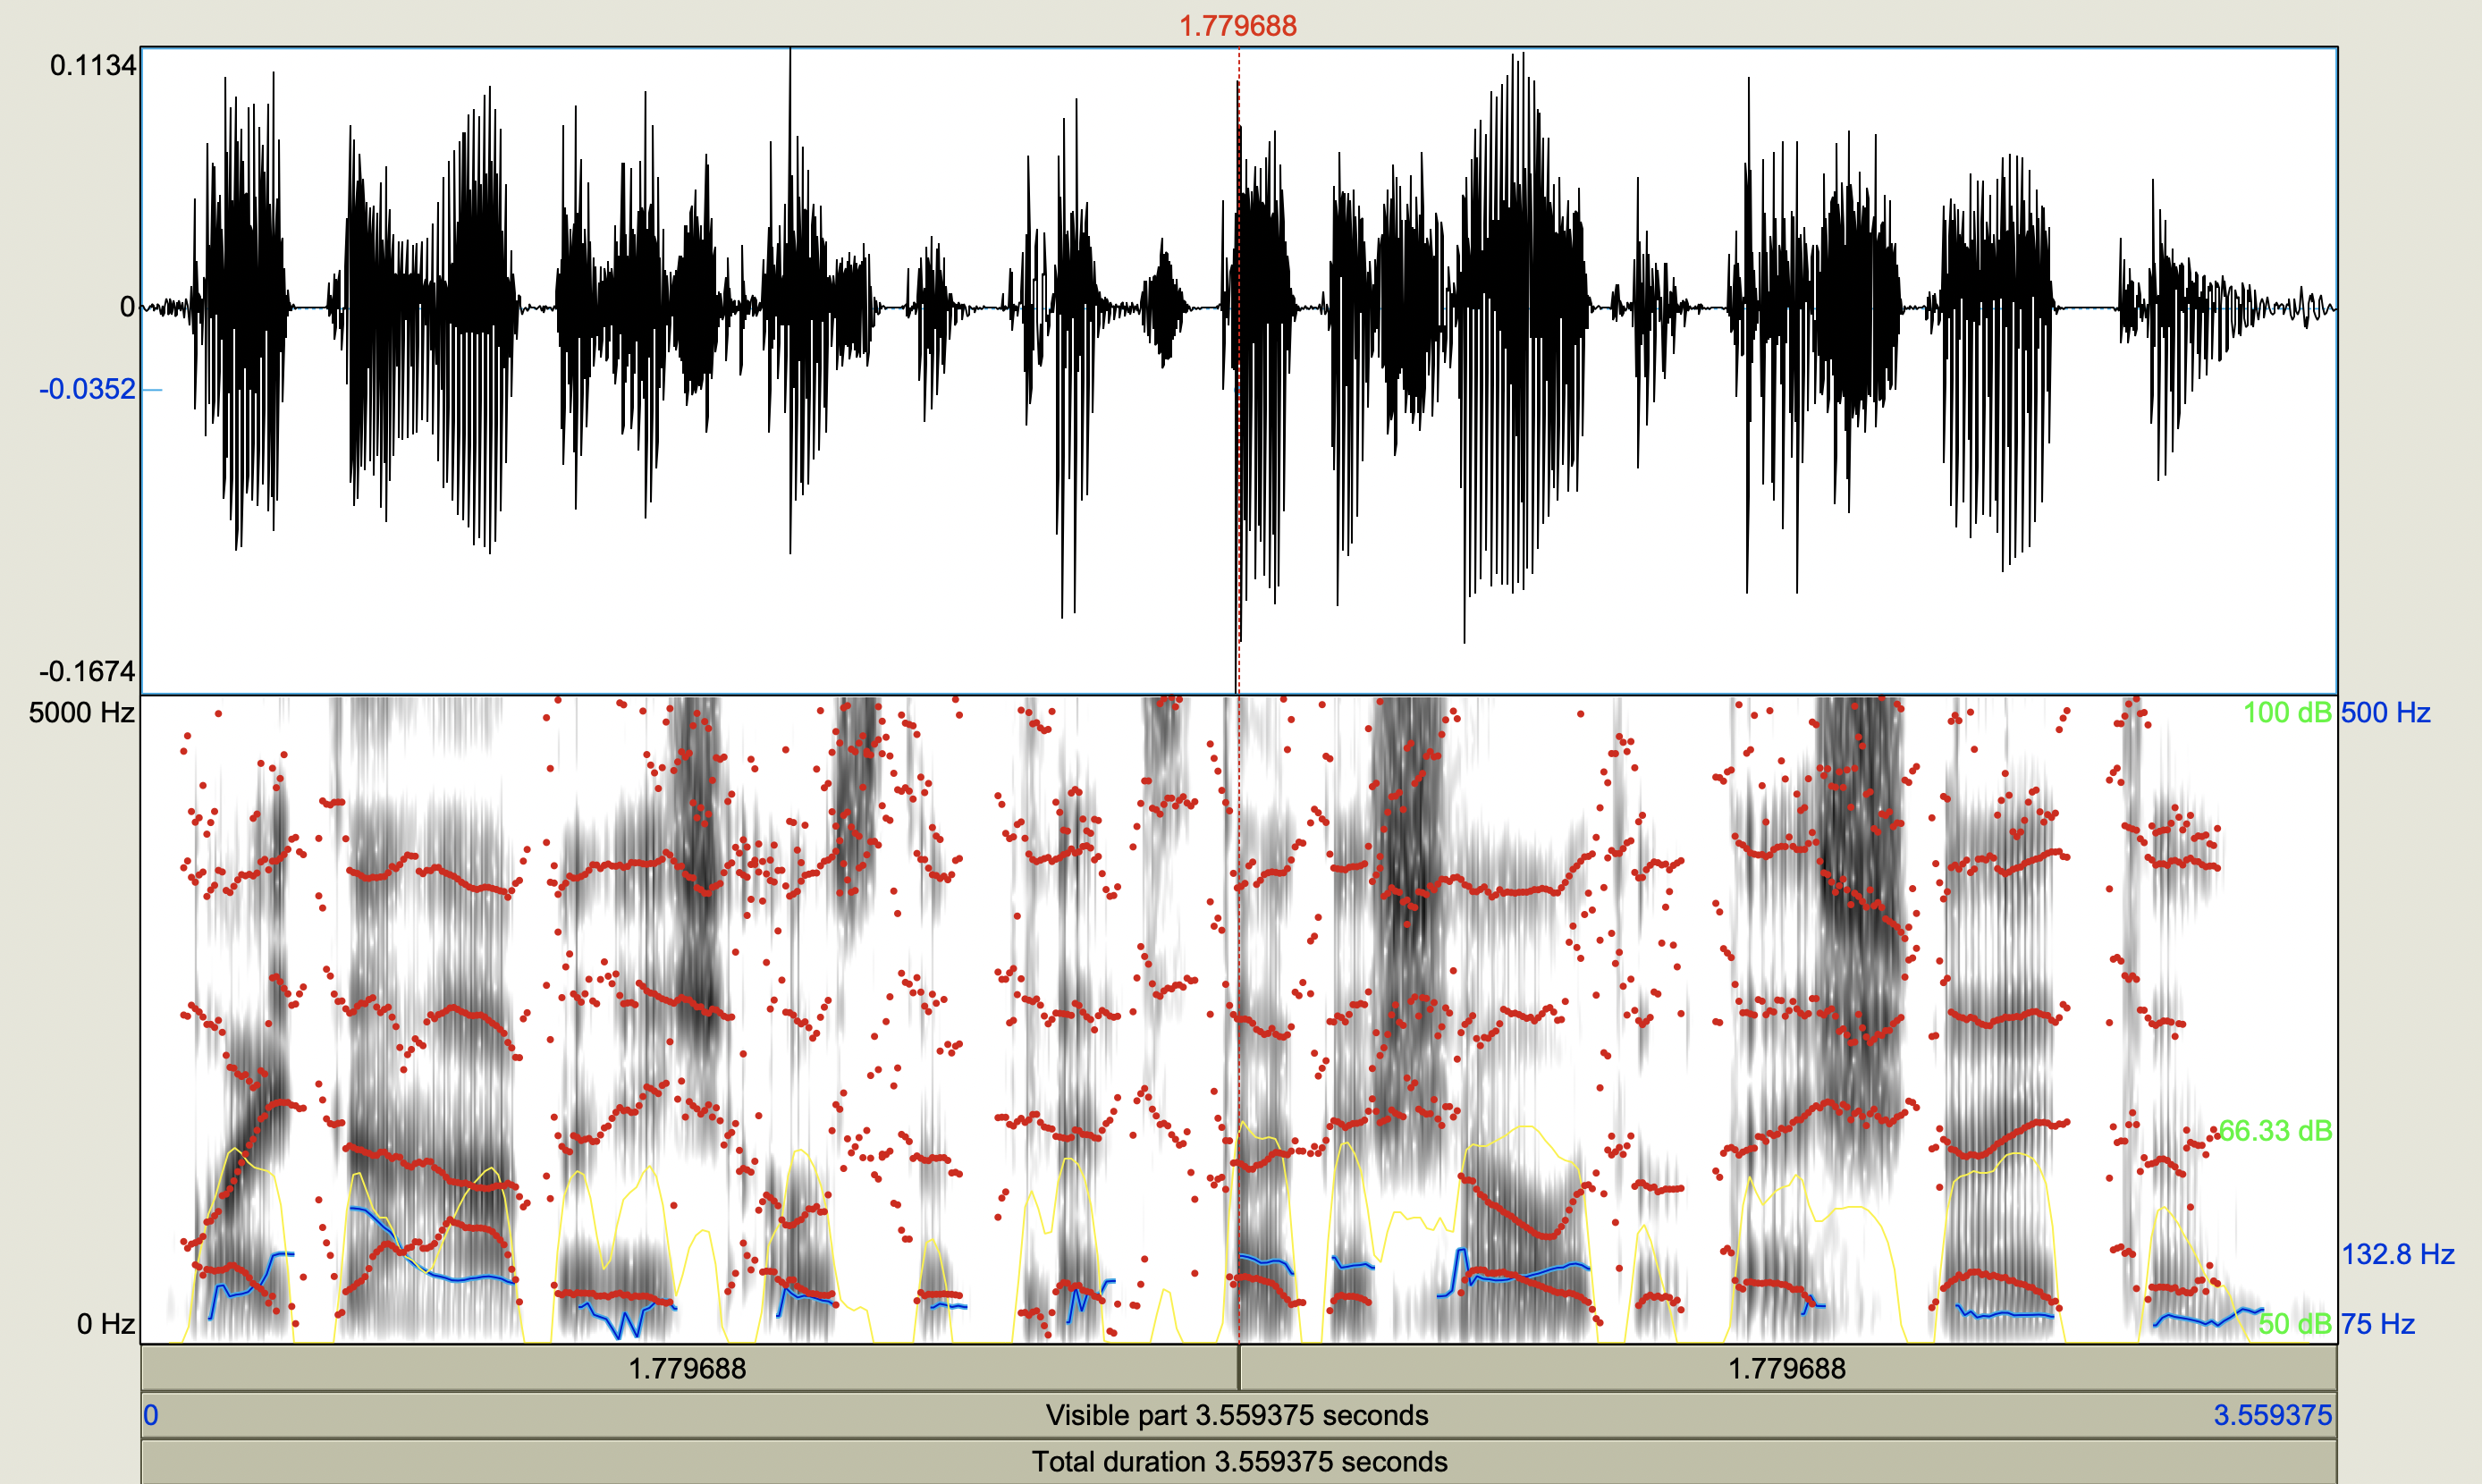 1.779688
0.1134
0
-0.0352
-0.1674
5000 Hz
100 dB 500 Hz
66.33 dB
132.8 Hz
0 Hz
50 dB 75 Hz
1.779688 1.779688
0 Visible part 3.559375 seconds 3.559375
Total duration 3.559375 seconds